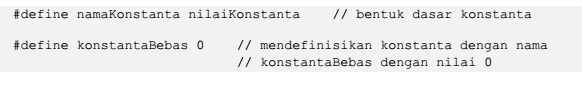 #define namaKonstanta nilaiKonstanta    // bentuk dasar konstanta
#define konstantaBebas 0    // mendefinisikan konstanta dengan nama
// konstantaBebas dengan nilai 0